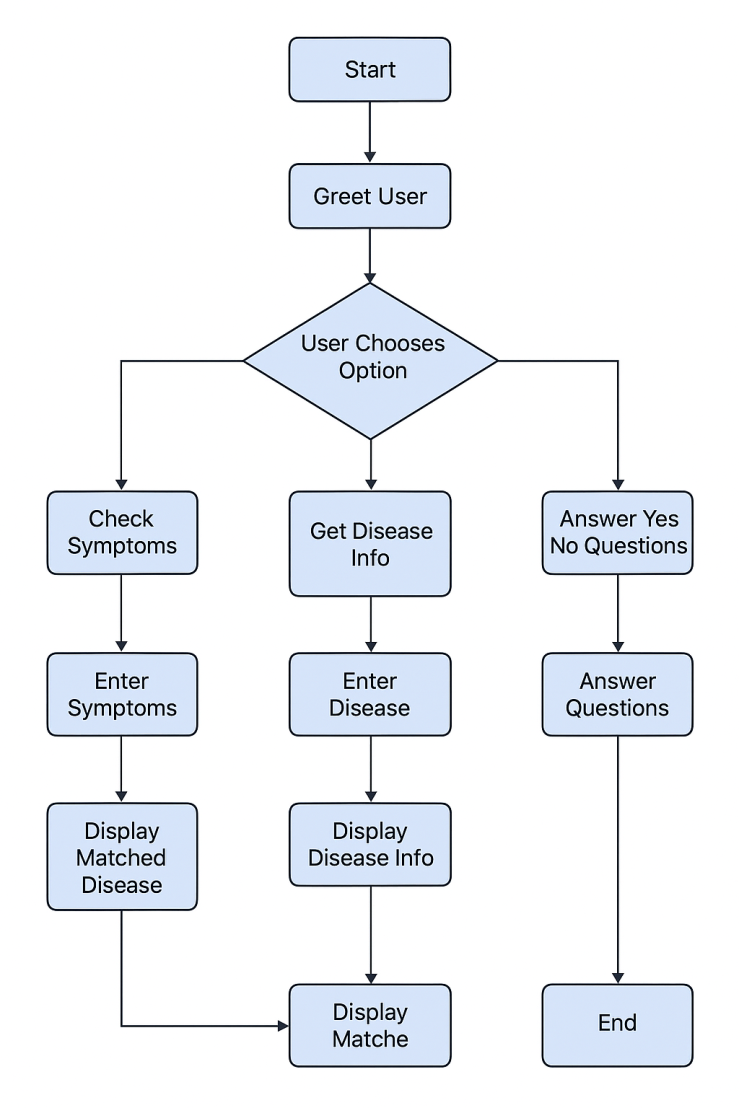 Start
Greet User
User Chooses
Option
Check
Symptoms
Get Disease
Info
Answer Yes
No Questions
Enter
Symptoms
Enter
Disease
Answer
Questions
Display
Matched
Disease
Display
Disease Info
Display
Matche
End